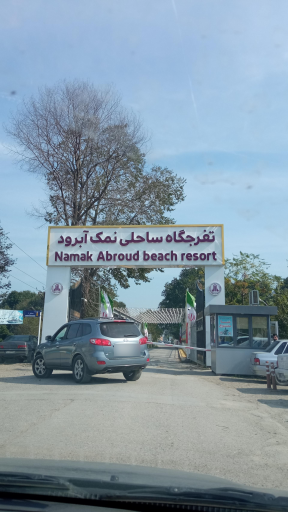 تفرجگاه ساحلی نمک آبرود
Namak Abroud beach resort